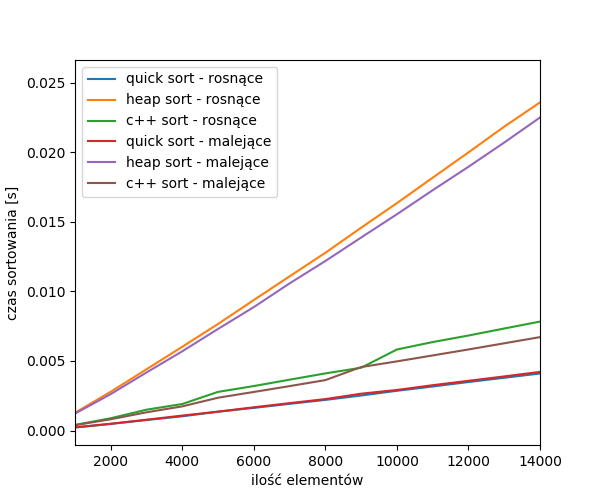 0.025
0.020
0.015
0.010
0.005
0.000
czas sortowania [s]
quick sort - rosnące
heap sort - rosnące
c++ sort - rosnące
quick sort - malejące
heap sort - malejące
c++ sort - malejące
2000 4000 6000 8000 10000 12000 14000
ilość elementów